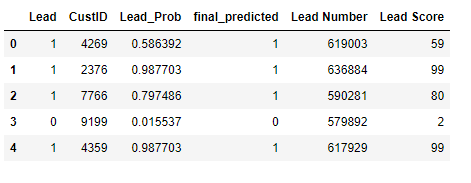 Lead CustID Lead_Prob final_predicted Lead Number Lead Score
0 1 4269 0.586392 1 619003 59
1 1 2376 0.987703 1 636884 99
2 1 7766 0.797486 1 590281 80
3 0 9199 0.015537 0 579892 2
4 1 4359 0.987703 1 617929 99